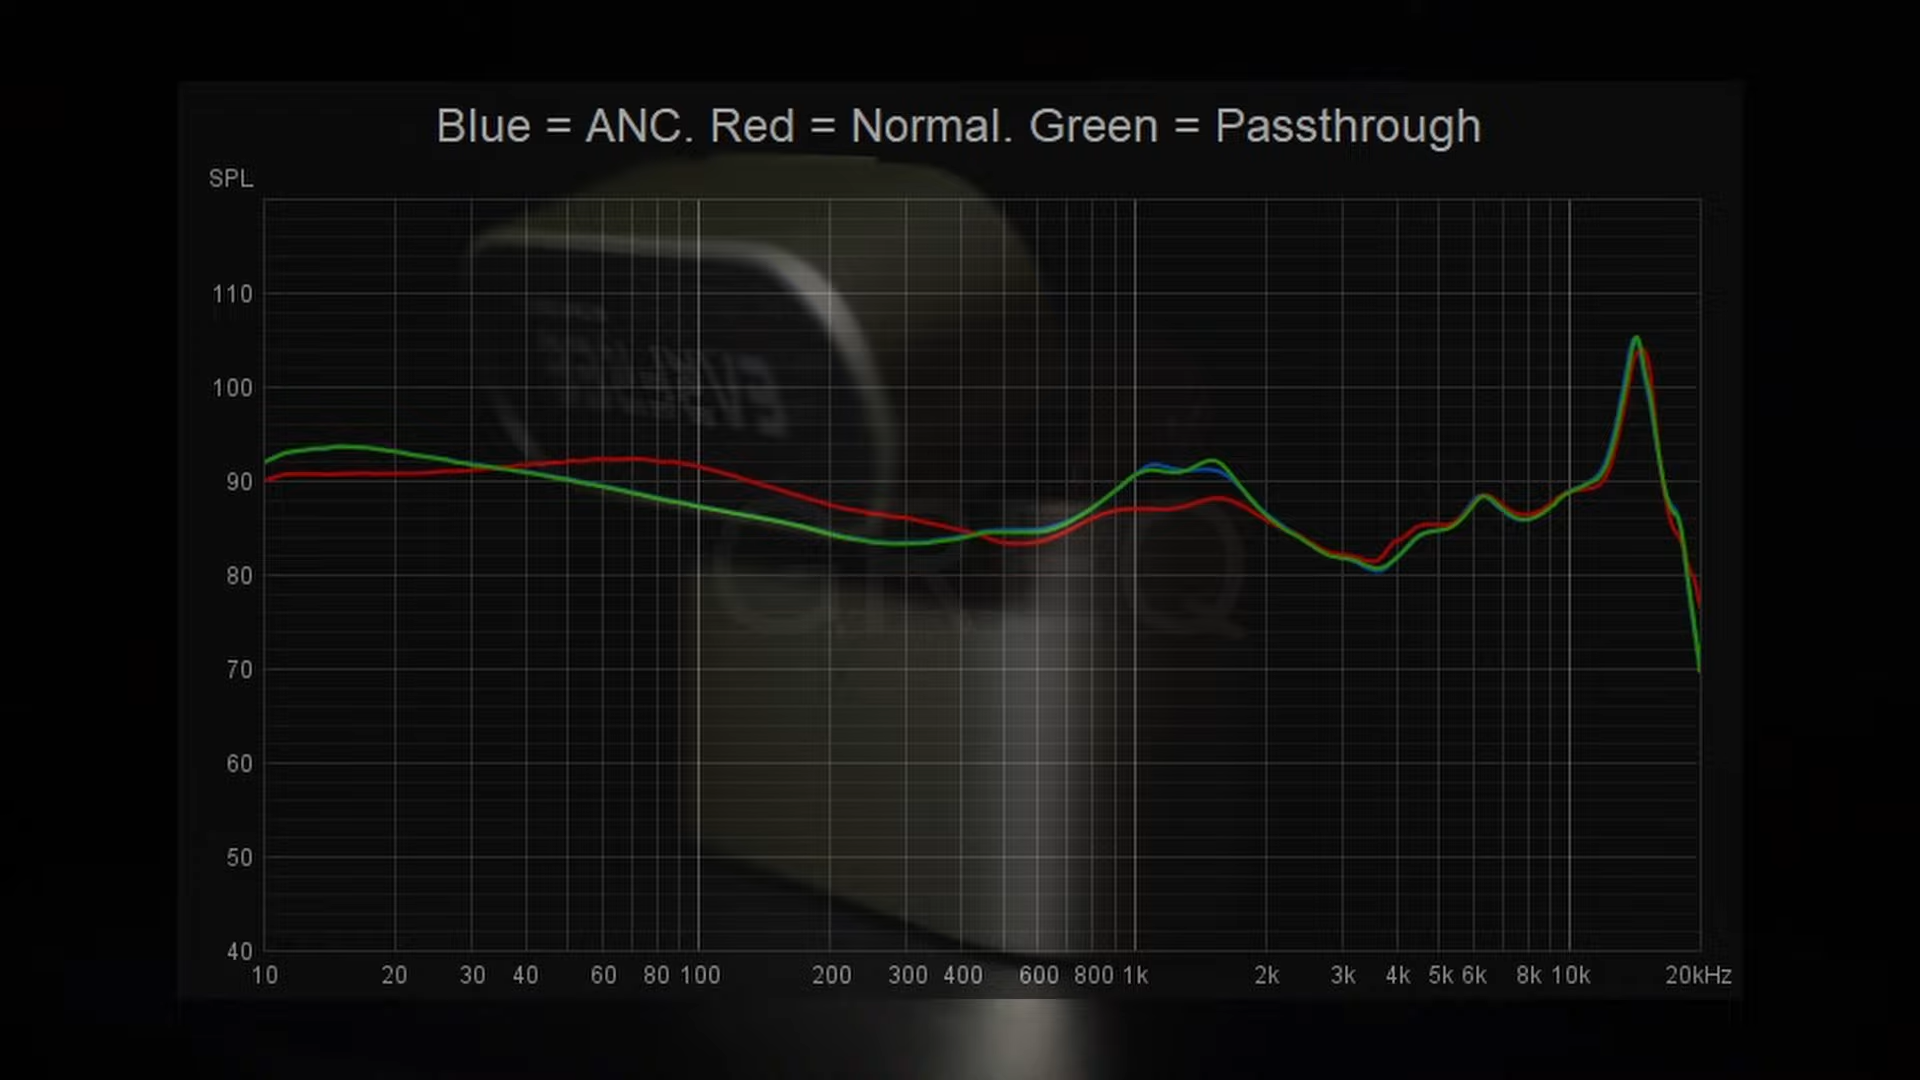 Blue = ANC. Red = Normal. Green = Passthrough
SPL
110
100
90
80
70
60
50
40
10 20 30 40 60 80 100 200 300 400 600 800 1k 2k 3k 4k 5k 6k 8k 10k 20kHz